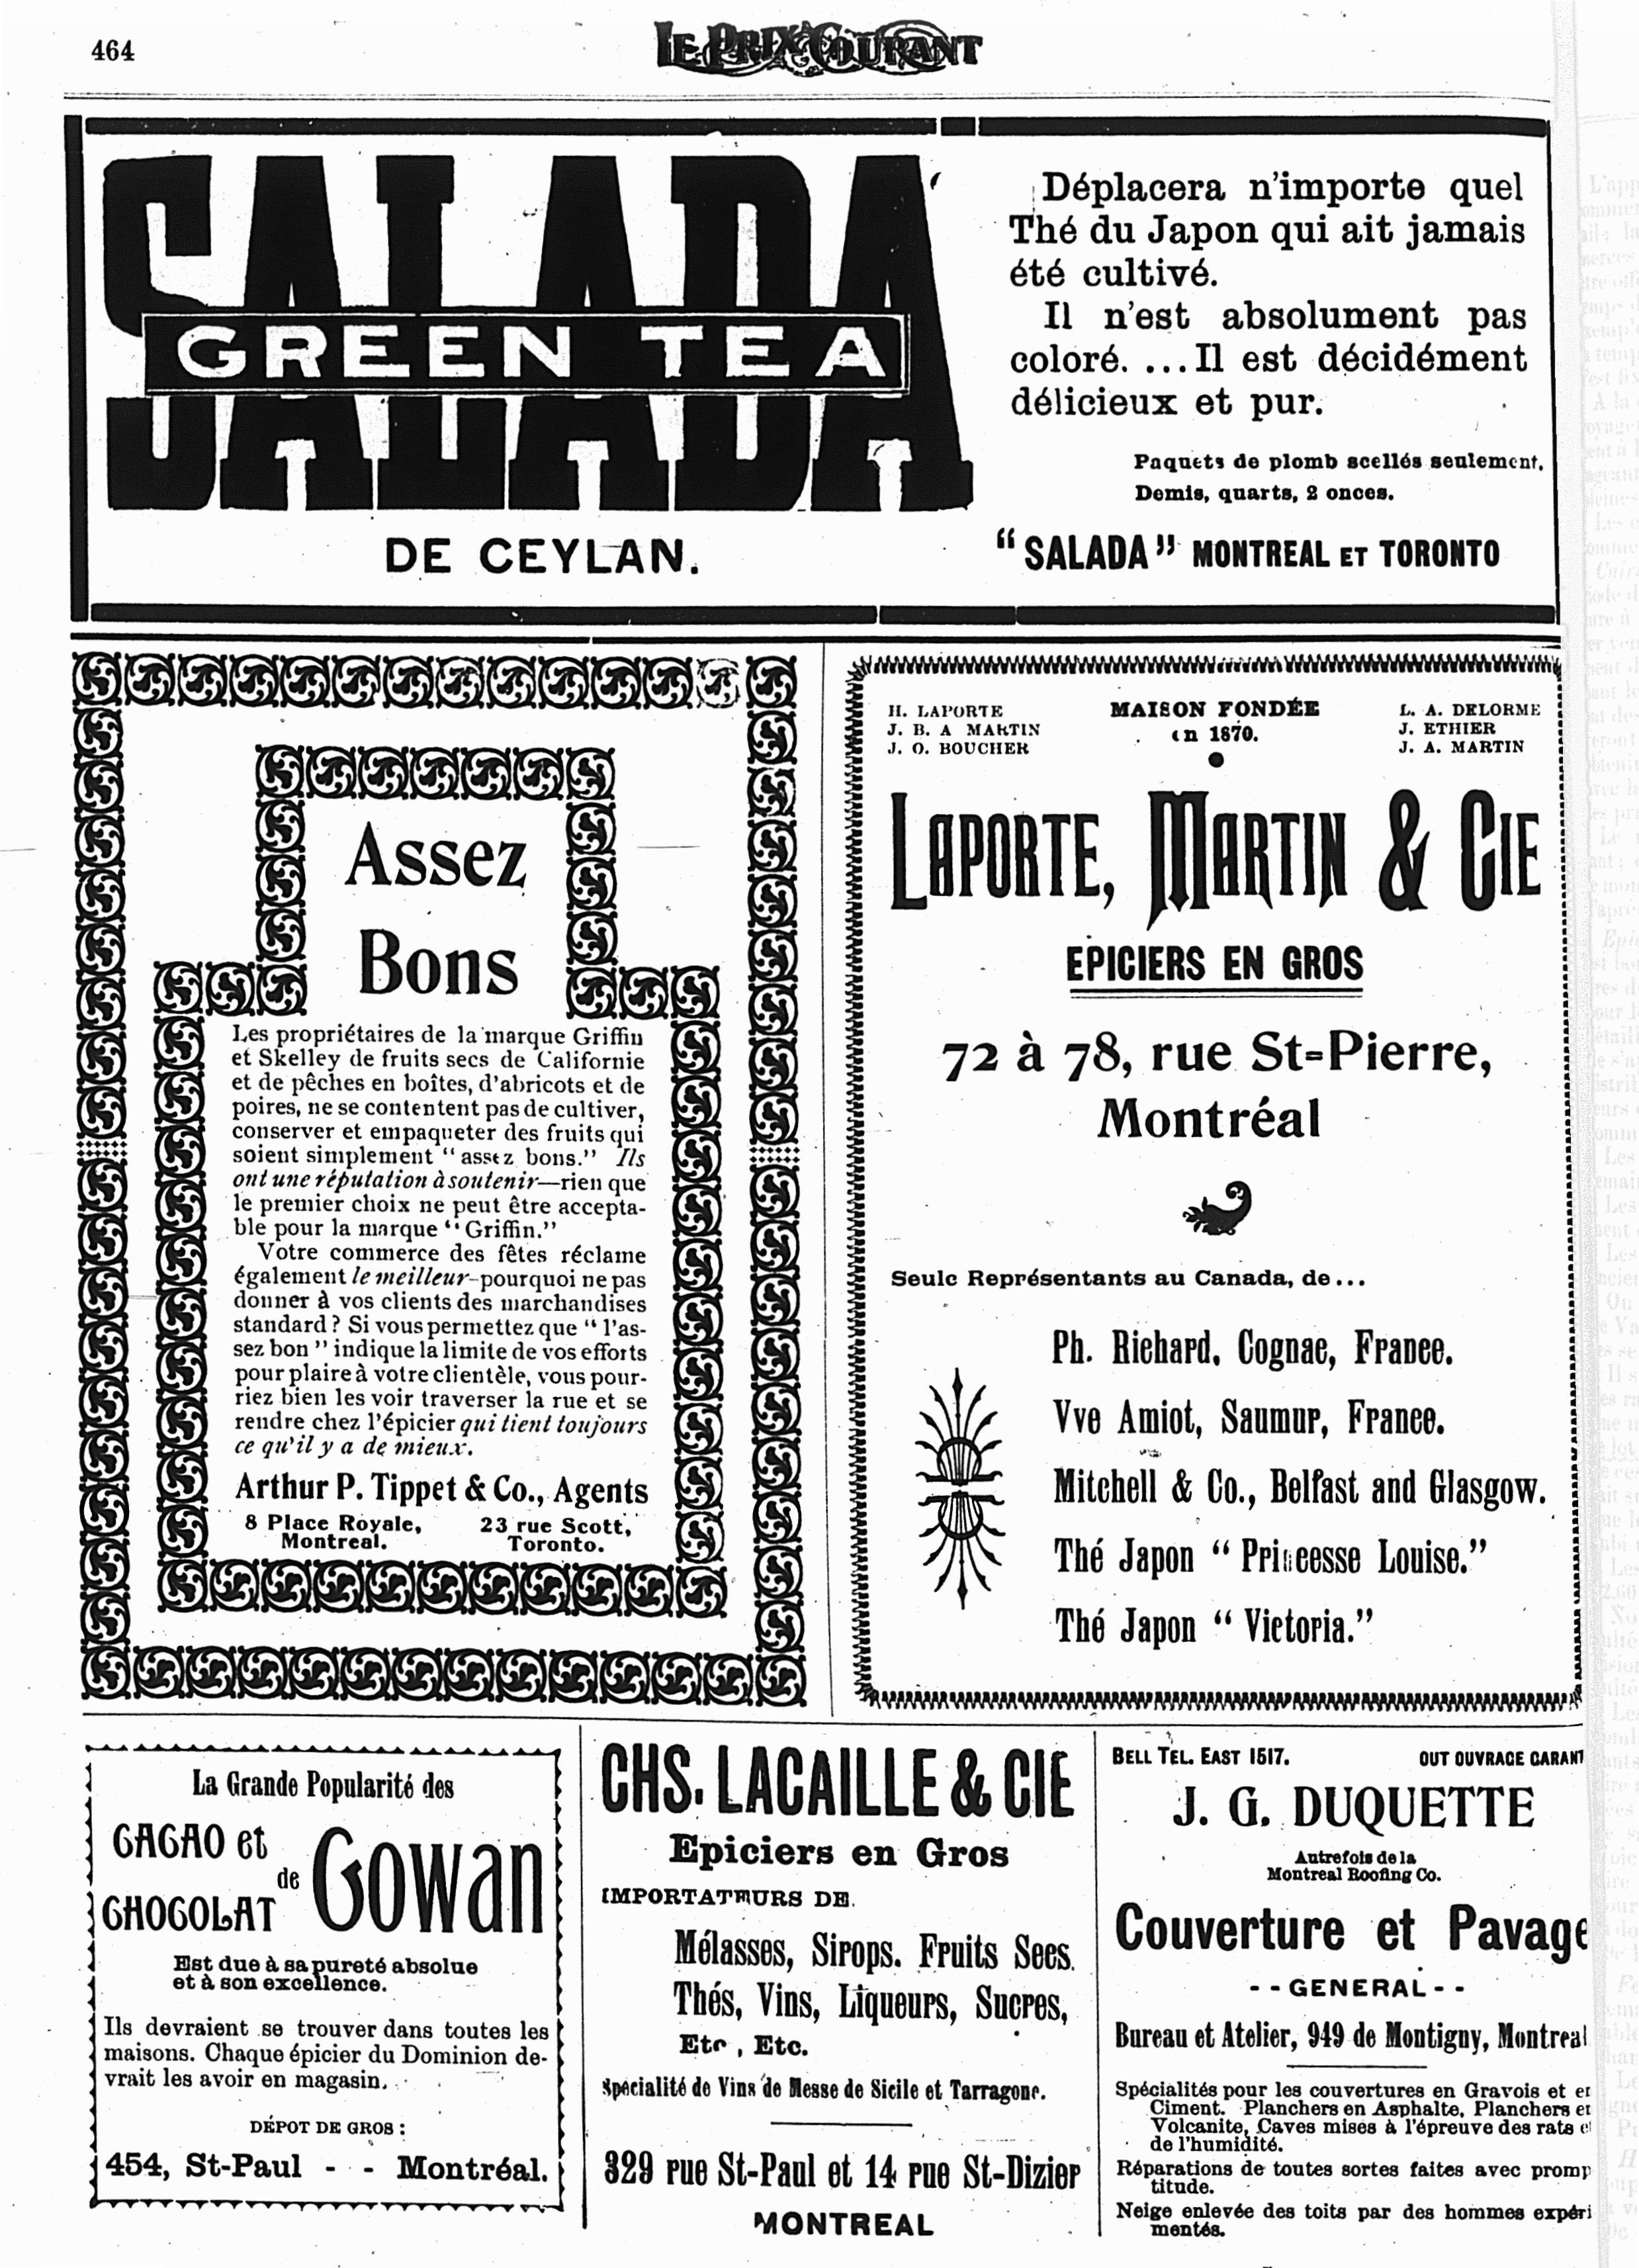 464
LE PRIX COURANT
SALADA
GREEN TEA
DE CEYLAN.
Déplacera n'importe quel
Thé du Japon qui ait jamais
été cultivé.
Il n'est absolument pas
coloré. ...Il est décidément
délicieux et pur.
Paquets de plomb scellés seulement,
Demis, quarts, 2 onces.
"SALADA" MONTREAL ET TORONTO
Assez
Bons
Les propriétaires de la marque Griffin
et Skelley de fruits secs de Californie
et de pêches en boîtes, d'abricots et de
poires, ne se contentent pas de cultiver,
conserver et empaqueter des fruits qui
soient simplement "assez bons." Ils
ont une réputation à soutenir—rien que
le premier choix ne peut être accepta-
ble pour la marque "Griffin."
Votre commerce des fêtes réclame
également le meilleur-pourquoi ne pas
donner à vos clients des marchandises
standard ? Si vous permettez que "l'as-
sez bon" indique la limite de vos efforts
pour plaire à votre clientèle, vous pour-
riez bien les voir traverser la rue et se
rendre chez l'épicier qui tient toujours
ce qu'il y a de mieux.
Arthur P. Tippet & Co., Agents
8 Place Royale, 23 rue Scott,
Montreal. Toronto.
H. LAPORTE
J. B. A MARTIN
J. O. BOUCHER
MAISON FONDÉE
en 1870.
L. A. DELORME
J. ETHIER
J. A. MARTIN
LAPORTE, MARTIN & CIE
EPICIERS EN GROS
72 à 78, rue St-Pierre,
Montréal
Seulc Représentants au Canada, de...
Ph. Richard, Cognac, France.
Vve Amiot, Saumur, France.
Mitchell & Co., Belfast and Glasgow.
Thé Japon "Princesse Louise."
Thé Japon "Victoria."
La Grande Popularité des
CACAO et
de
CHOCOLAT
Gowan
Est due à sa pureté absolue
et à son excellence.
Ils devraient se trouver dans toutes les
maisons. Chaque épicier du Dominion de-
vrait les avoir en magasin.
DÉPOT DE GROS :
454, St-Paul - - Montréal.
CHS. LACAILLE & CIE
Epiciers en Gros
IMPORTATEURS DE
Mélasses, Sirops. Fruits Secs.
Thés, Vins, Liqueurs, Sucres,
Etc , Etc.
Spécialité de Vins de Messe de Sicile et Tarragone.
329 rue St-Paul et 14 rue St-Dizier
MONTREAL
BELL TEL. EAST 1517. OUT OUVRAGE GARANT
J. G. DUQUETTE
Autrefois de la
Montreal Roofing Co.
Couverture et Pavage
- - GENERAL - -
Bureau et Atelier, 949 de Montigny, Montreal
Spécialités pour les couvertures en Gravois et en
Ciment. Planchers en Asphalte, Planchers en
Volcanite, Caves mises à l'épreuve des rats et
de l'humidité.
Réparations de toutes sortes faites avec promp
titude.
Neige enlevée des toits par des hommes expéri
mentés.